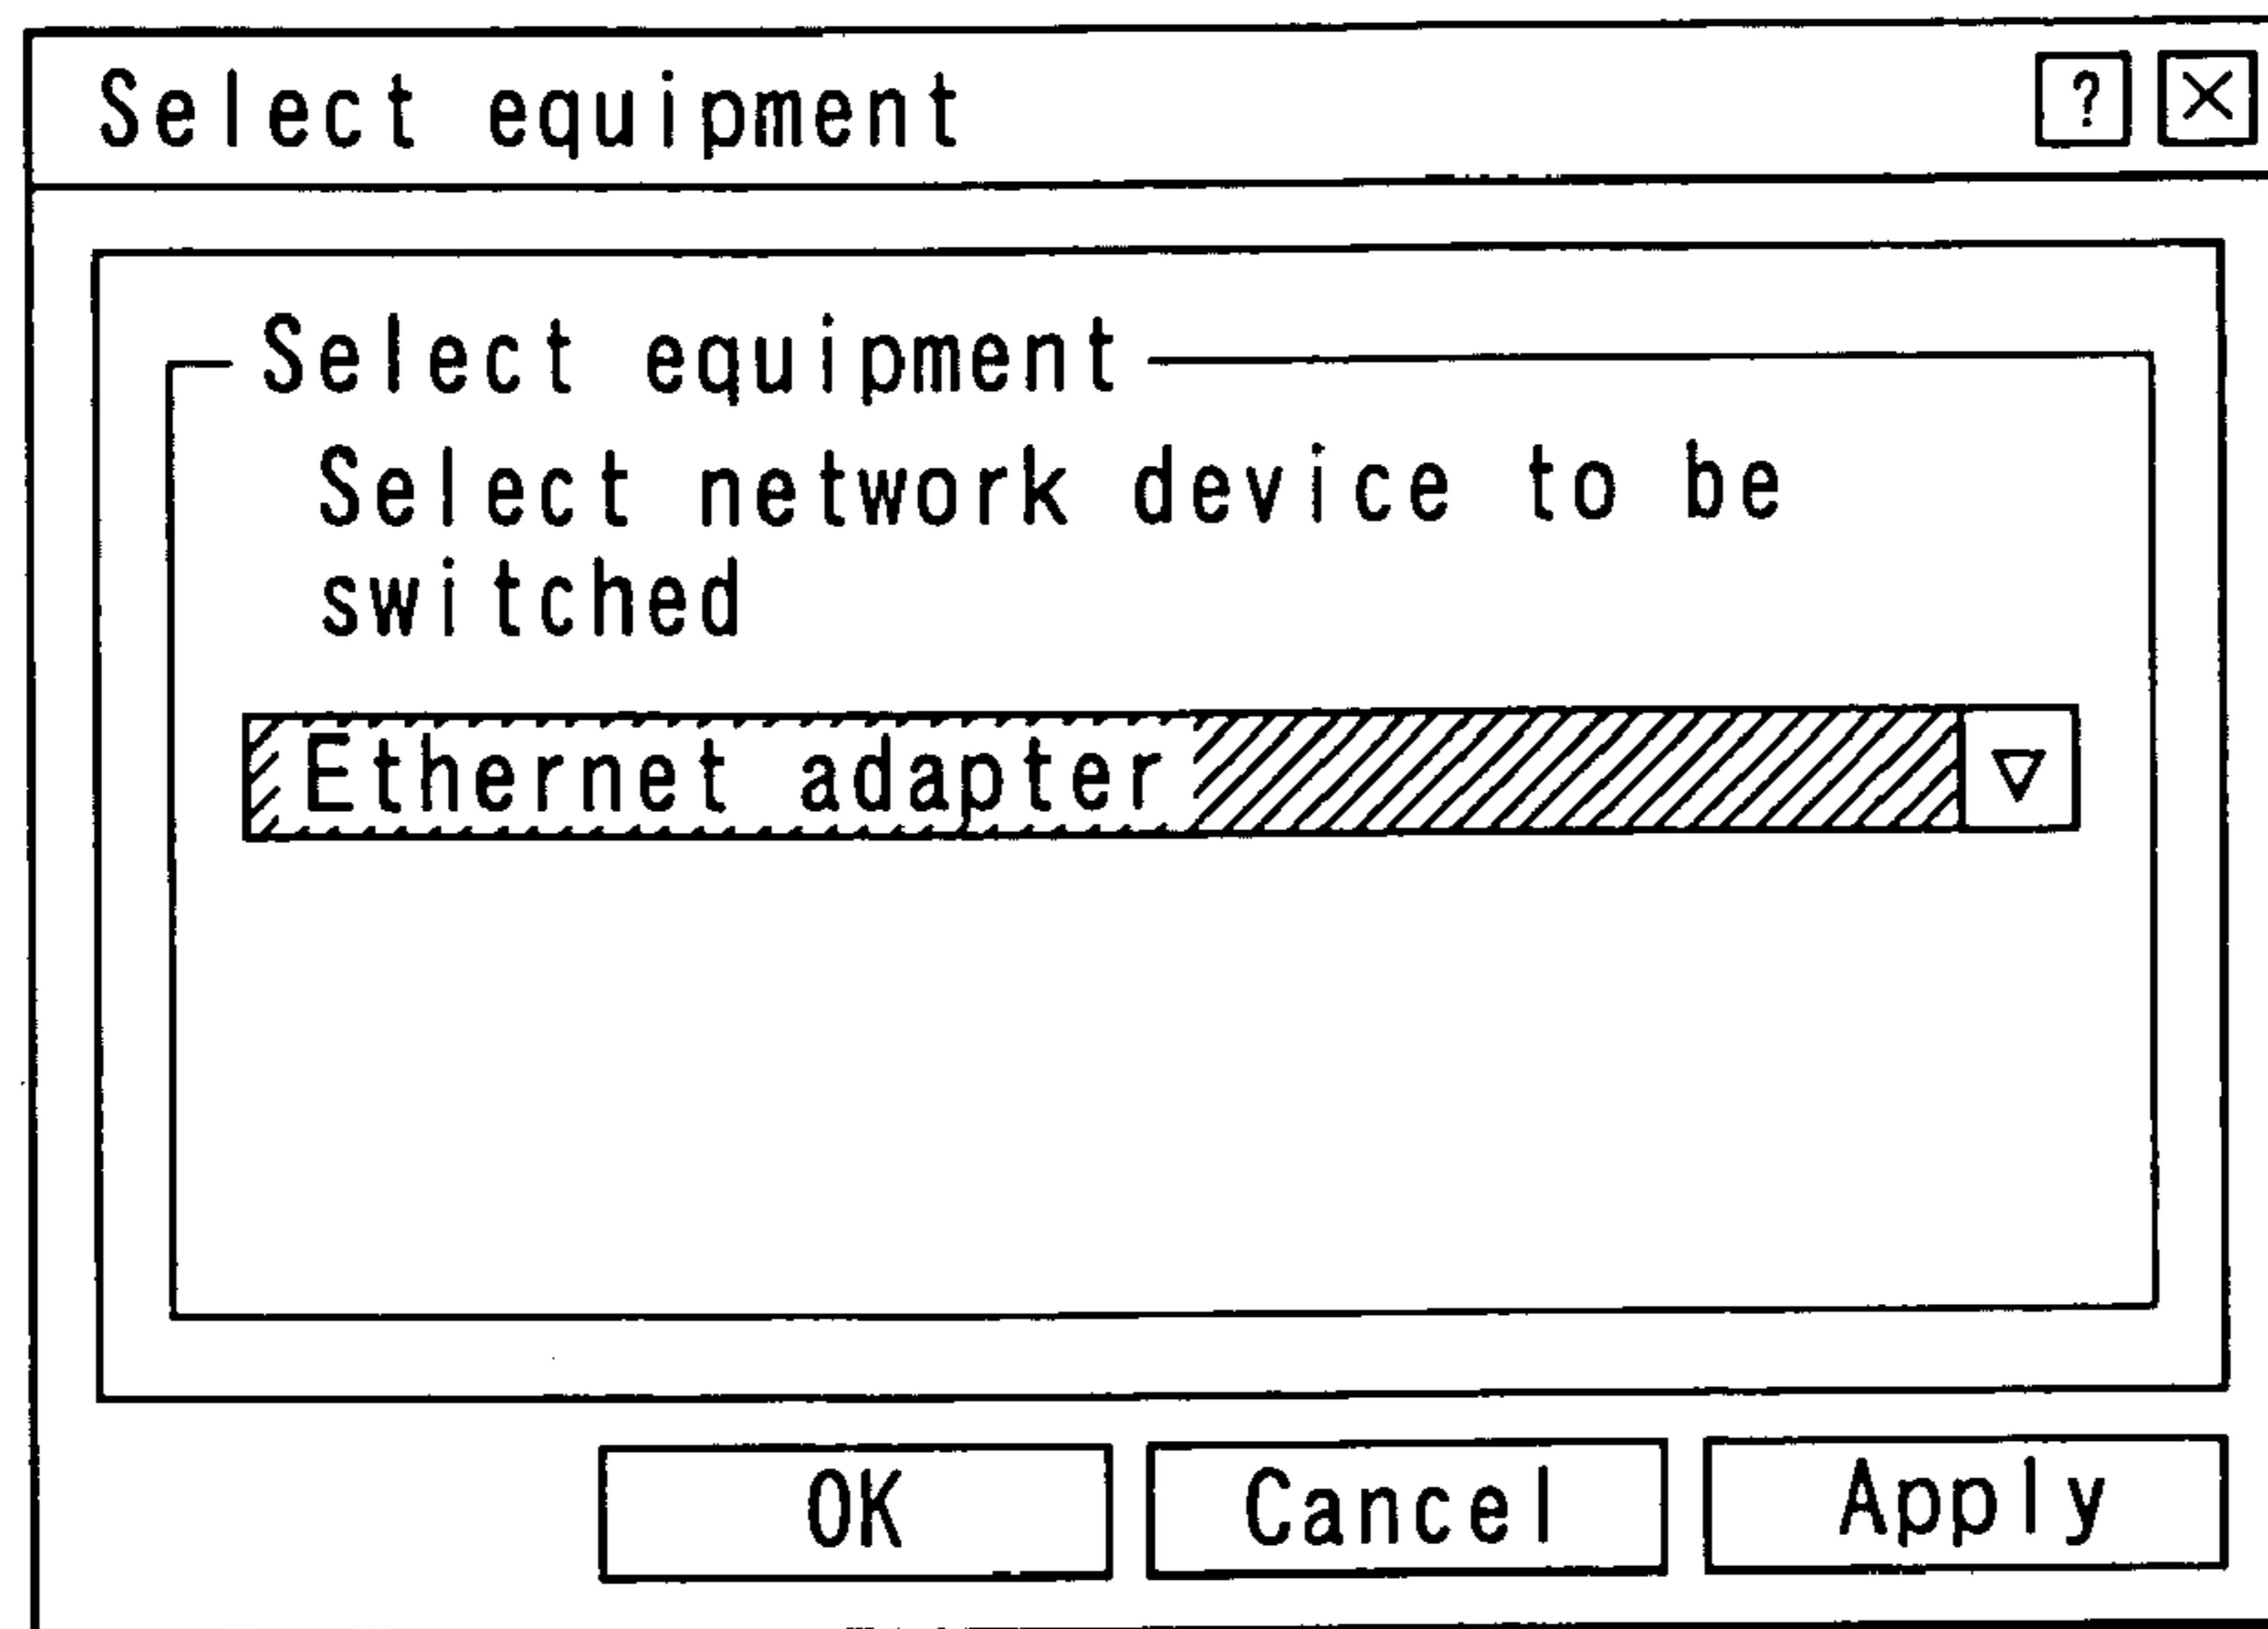 Select equipment ? ×
Select equipment
Select network device to be
switched
Ethernet adapter
OK Cancel Apply